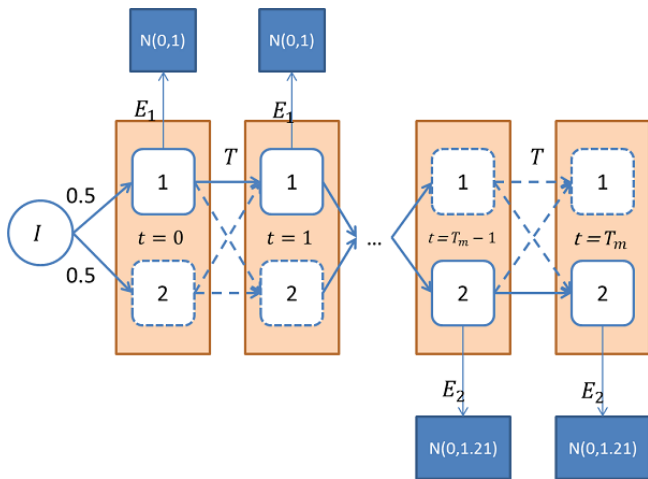 N(0,1) N(0,1)
E₁ E₁
T T
1 1 1 1
0.5
I t = 0 t = 1 ... t = Tₘ − 1 t = Tₘ
0.5
2 2 2 2
E₂ E₂
N(0,1.21) N(0,1.21)